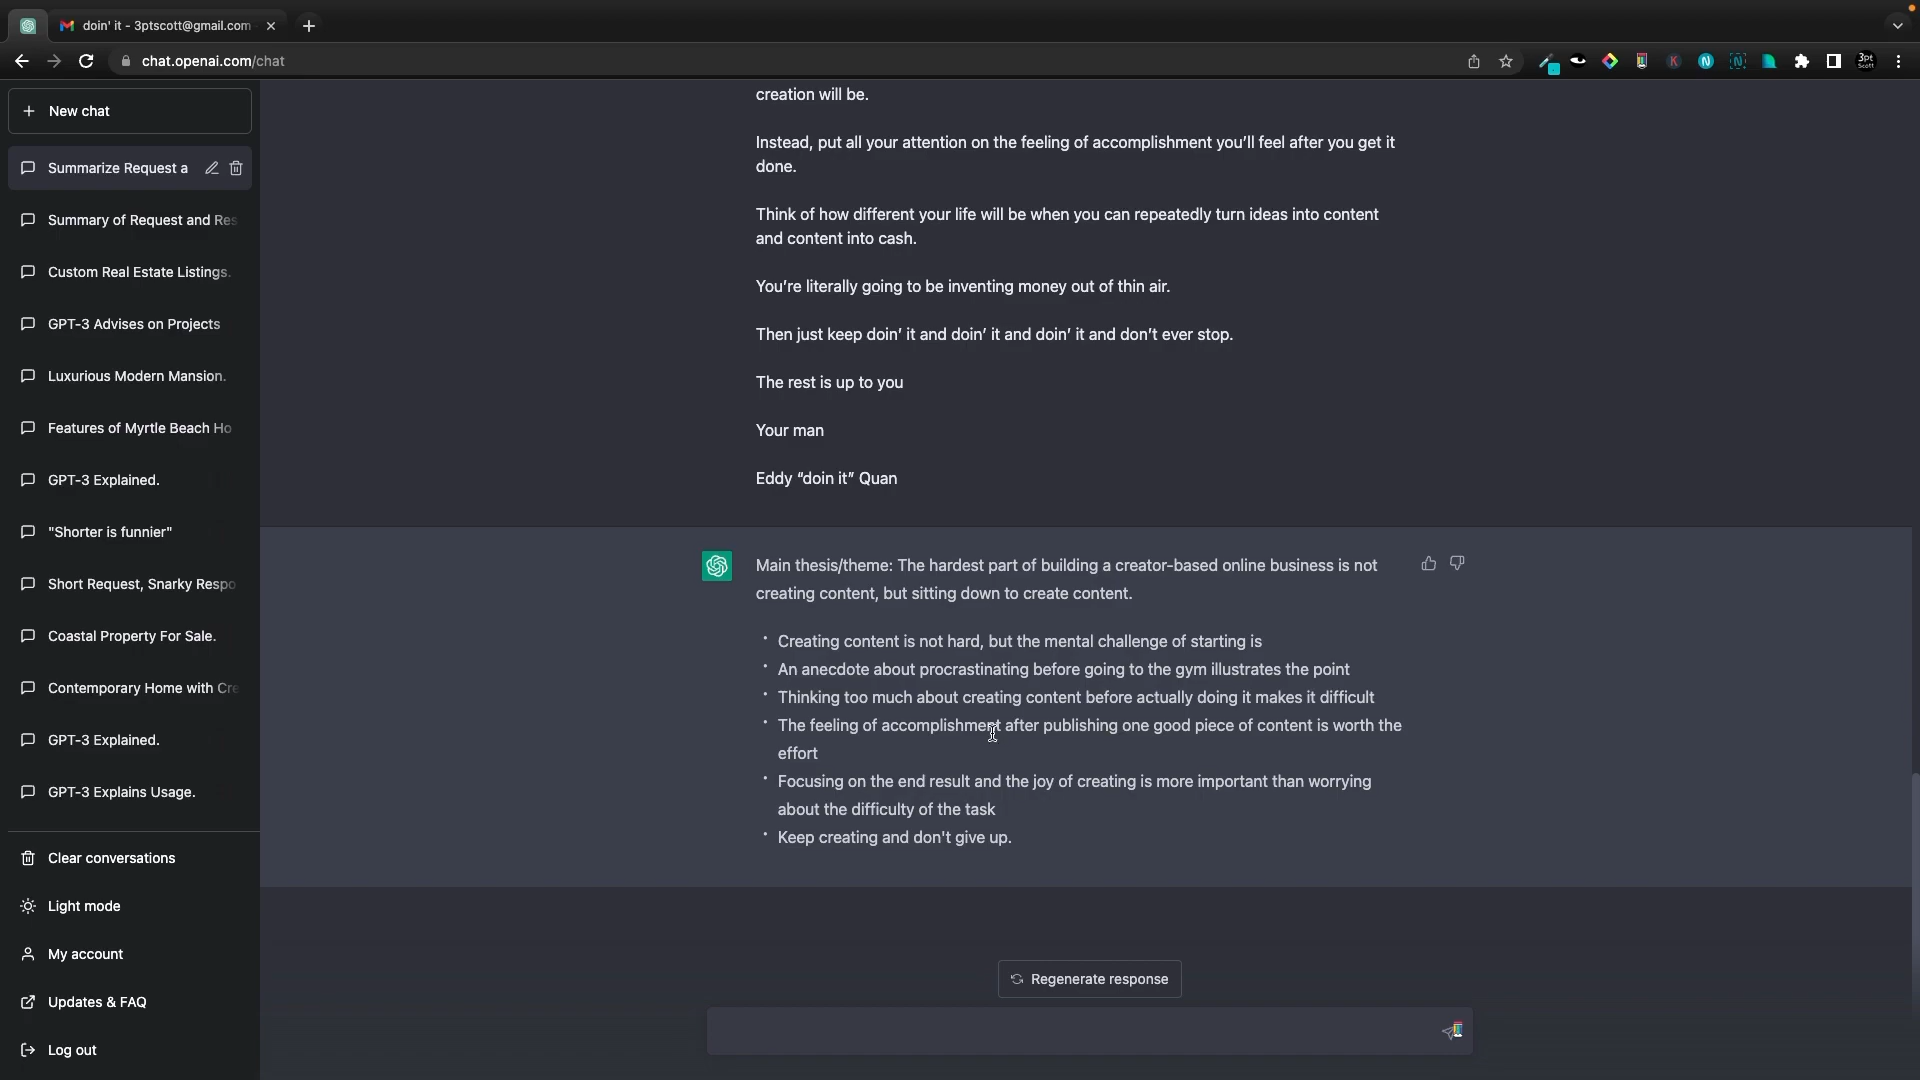 doin' it - 3ptscott@gmail.com
chat.openai.com/chat
3pt
Scott
New chat
Summarize Request a
Summary of Request and Res
Custom Real Estate Listings.
GPT-3 Advises on Projects
Luxurious Modern Mansion.
Features of Myrtle Beach Ho
GPT-3 Explained.
"Shorter is funnier"
Short Request, Snarky Respo
Coastal Property For Sale.
Contemporary Home with Cre
GPT-3 Explained.
GPT-3 Explains Usage.
Clear conversations
Light mode
My account
Updates & FAQ
Log out
creation will be.
Instead, put all your attention on the feeling of accomplishment you’ll feel after you get it
done.
Think of how different your life will be when you can repeatedly turn ideas into content
and content into cash.
You’re literally going to be inventing money out of thin air.
Then just keep doin’ it and doin’ it and doin’ it and don’t ever stop.
The rest is up to you
Your man
Eddy “doin it” Quan
Main thesis/theme: The hardest part of building a creator-based online business is not
creating content, but sitting down to create content.
• Creating content is not hard, but the mental challenge of starting is
• An anecdote about procrastinating before going to the gym illustrates the point
• Thinking too much about creating content before actually doing it makes it difficult
• The feeling of accomplishment after publishing one good piece of content is worth the
effort
• Focusing on the end result and the joy of creating is more important than worrying
about the difficulty of the task
• Keep creating and don't give up.
Regenerate response